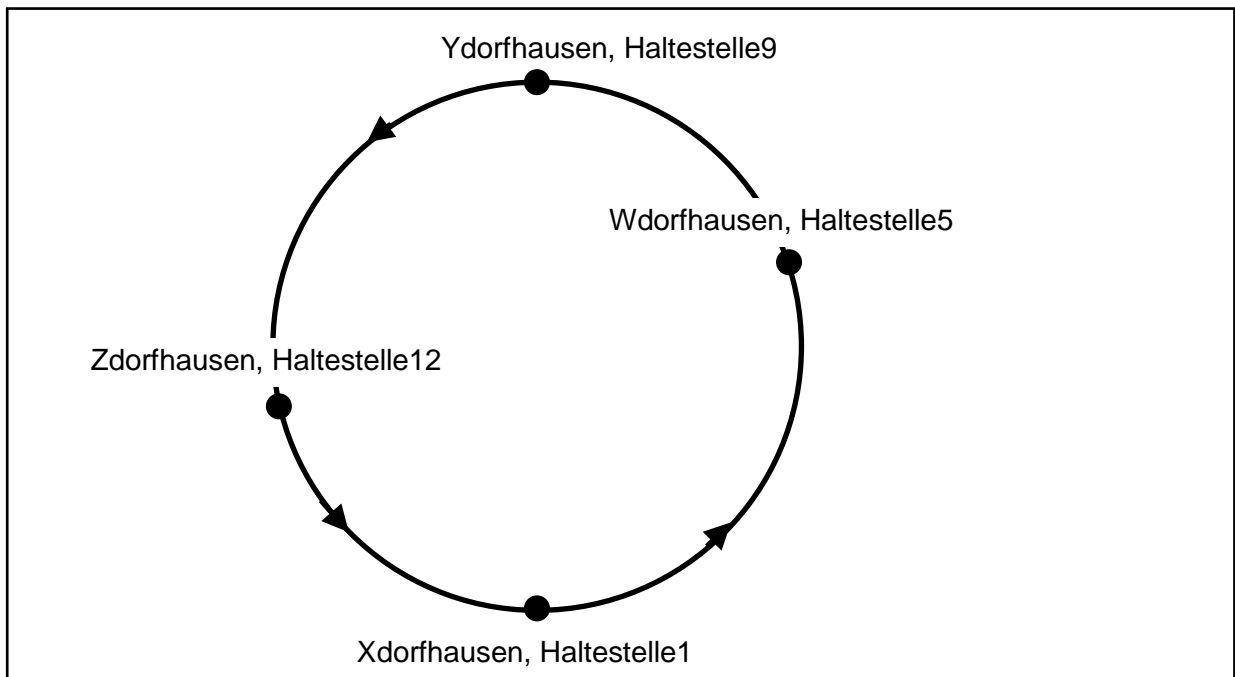 Ydorfhausen, Haltestelle9
Wdorfhausen, Haltestelle5
Zdorfhausen, Haltestelle12
Xdorfhausen, Haltestelle1